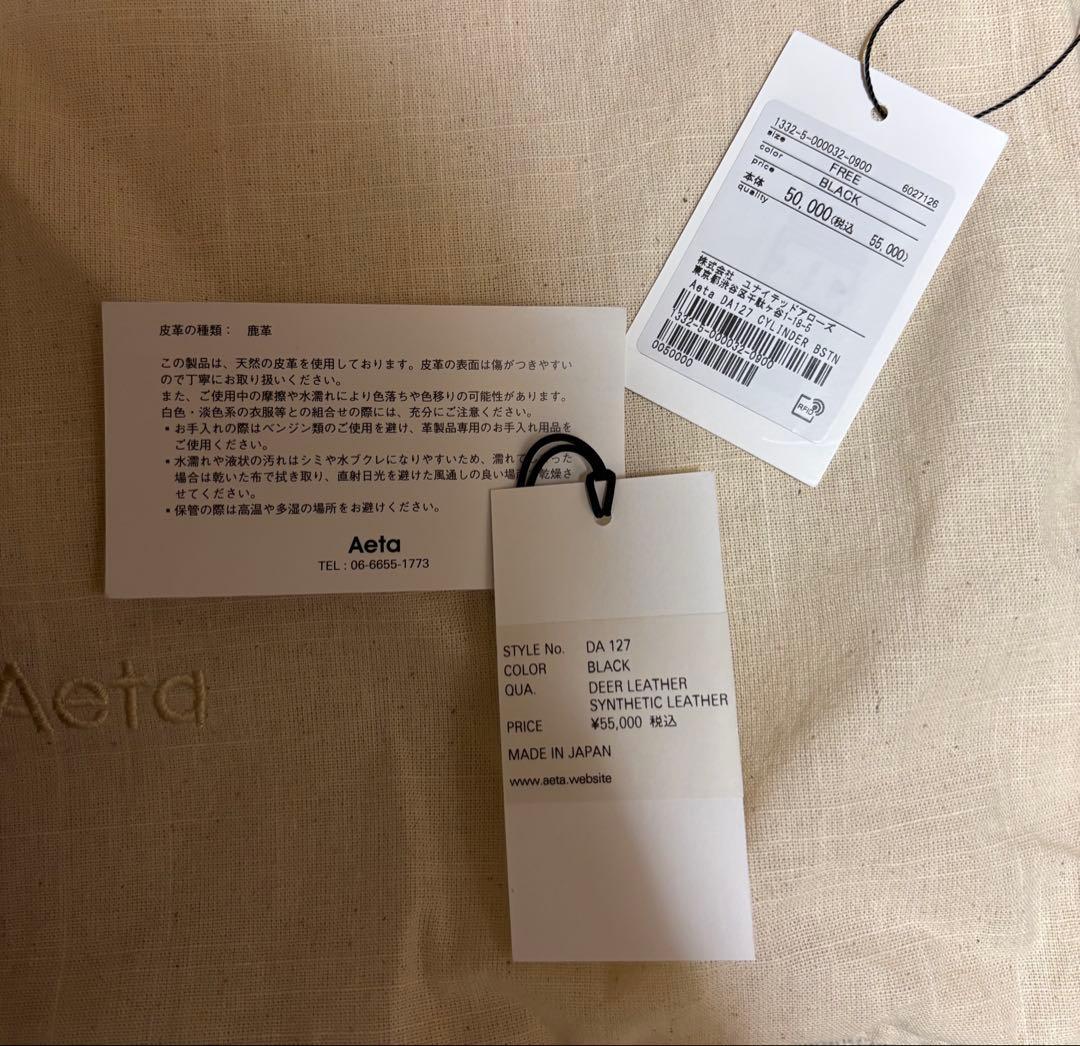 1332-5-000032-0900
size FREE 6027126
color BLACK
price
本体 50,000(税込 55,000)
quality
株式会社 ユナイテッドアローズ
東京都渋谷区千駄ケ谷1-18-5
Aeta DA127 CYLINDER BSTN
1332-5-000032-0900
0050000
RFID
皮革の種類： 鹿革
この製品は、天然の皮革を使用しております。皮革の表面は傷がつきやすい
ので丁寧にお取り扱いください。
また、ご使用中の摩擦や水濡れにより色落ちや色移りの可能性があります。
白色・淡色系の衣服等との組合せの際には、充分にご注意ください。
• お手入れの際はベンジン類のご使用を避け、革製品専用のお手入れ用品を
ご使用ください。
• 水濡れや液状の汚れはシミや水ブクレになりやすいため、濡れてしまった
場合は乾いた布で拭き取り、直射日光を避けた風通しの良い場 乾燥さ
せてください。
• 保管の際は高温や多湿の場所をお避けください。
Aeta
TEL : 06-6655-1773
Aeta
STYLE No. DA 127
COLOR BLACK
QUA. DEER LEATHER
SYNTHETIC LEATHER
PRICE ¥55,000 税込
MADE IN JAPAN
www.aeta.website